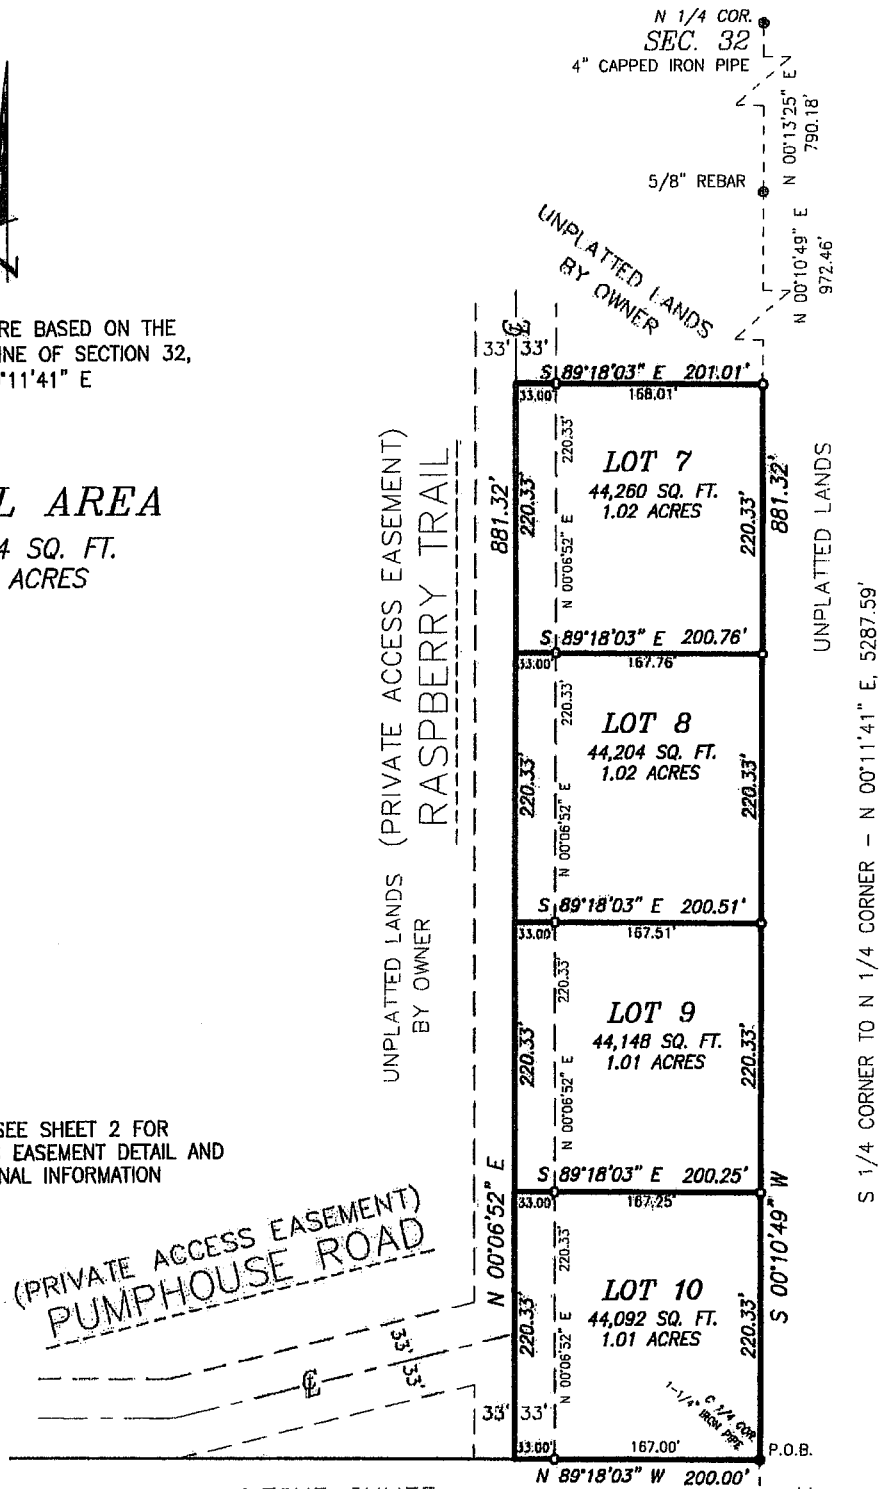 N 1/4 COR.
SEC. 32
4" CAPPED IRON PIPE
N 00°13'25" E
790.18'
5/8" REBAR
N 00°10'49" E
972.46'
UNPLATTED LANDS
BY OWNER
RE BASED ON THE
INE OF SECTION 32,
°11'41" E
33' 33'
S 89°18'03" E 201.01'
33.00' 168.01'
L AREA
4 SQ. FT.
ACRES
UNPLATTED LANDS (PRIVATE ACCESS EASEMENT)
BY OWNER
RASPBERRY TRAIL
881.32'
220.33'
220.33'
N 00°06'52" E
LOT 7
44,260 SQ. FT.
1.02 ACRES
220.33'
881.32'
UNPLATTED LANDS
S 1/4 CORNER TO N 1/4 CORNER - N 00°11'41" E, 5287.59'
S 89°18'03" E 200.76'
33.00' 167.76'
220.33'
220.33'
N 00°06'52" E
LOT 8
44,204 SQ. FT.
1.02 ACRES
220.33'
S 89°18'03" E 200.51'
33.00' 167.51'
220.33'
220.33'
N 00°06'52" E
LOT 9
44,148 SQ. FT.
1.01 ACRES
220.33'
SEE SHEET 2 FOR
EASEMENT DETAIL AND
NAL INFORMATION
N 00°06'52" E
S 89°18'03" E 200.25'
33.00' 167.25'
S 00°10'49" W
(PRIVATE ACCESS EASEMENT)
PUMPHOUSE ROAD
33' 33'
220.33'
220.33'
N 00°06'52" E
LOT 10
44,092 SQ. FT.
1.01 ACRES
220.33'
C 1/4 COR.
1-1/4" IRON PIPE
33' 33'
33.00' 167.00'
P.O.B.
N 89°18'03" W 200.00'